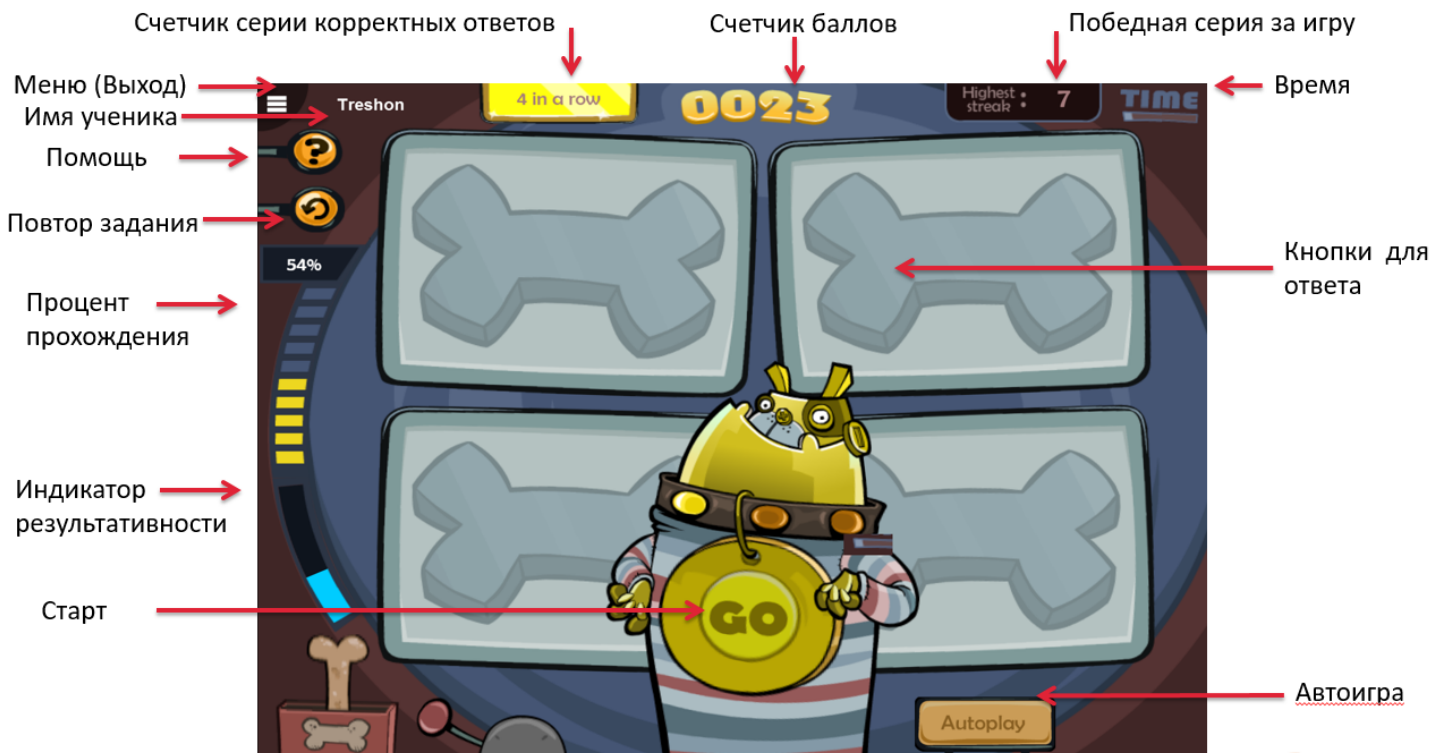 Счетчик серии корректных ответов
Счетчик баллов
Победная серия за игру
Меню (Выход)
Имя ученика
Помощь
Повтор задания
Процент
прохождения
Индикатор
результативности
Старт
Treshon
4 in a row
0023
Highest
streak : 7
TIME
54%
GO
Autoplay
Время
Кнопки для
ответа
Автоигра